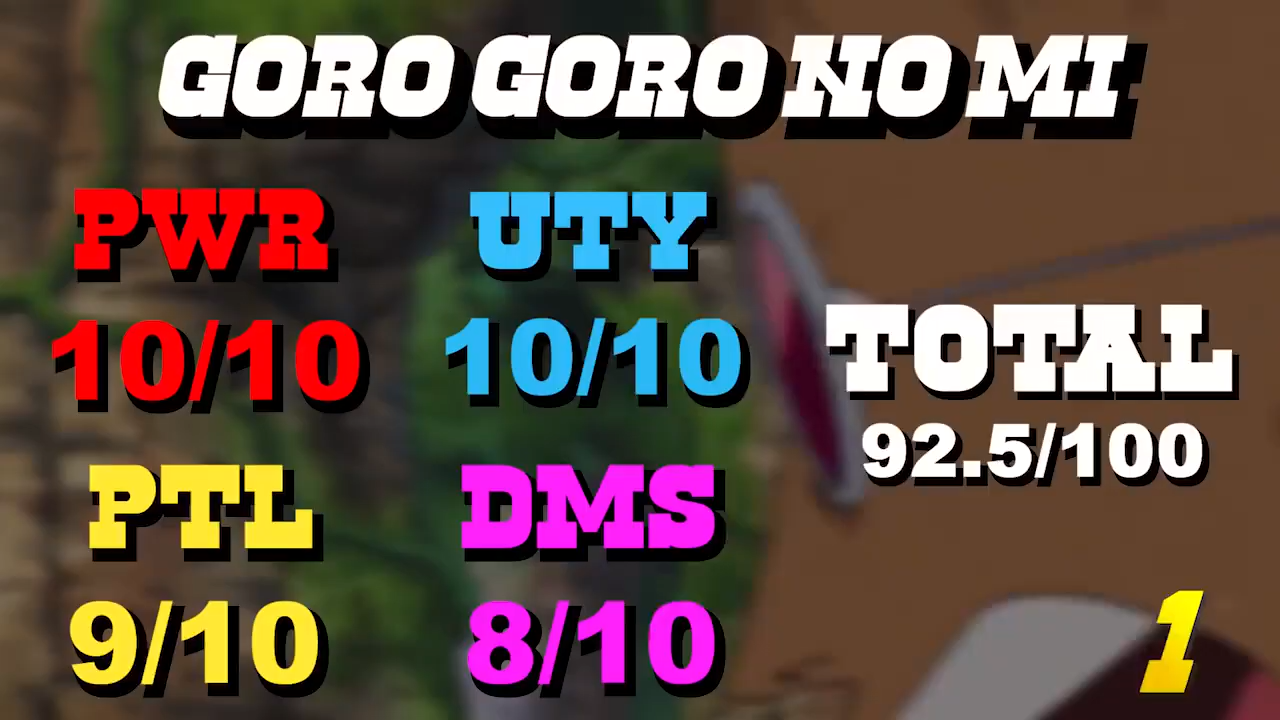 GORO GORO NO MI
PWR
10/10
UTY
10/10
PTL
9/10
DMS
8/10
TOTAL
92.5/100
1